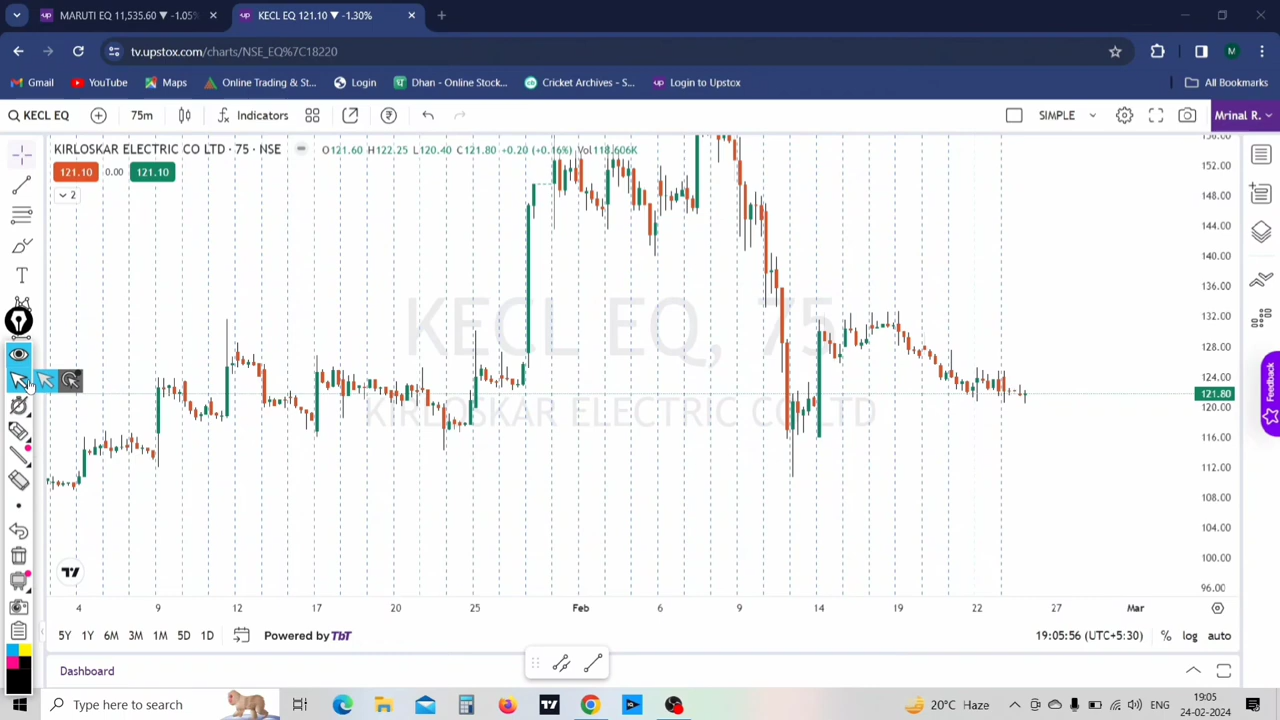 MARUTI EQ 11,535.60 ▼ -1.05%
KECL EQ 121.10 ▼ -1.30%
tv.upstox.com/charts/NSE_EQ%7C18220
M
Gmail
YouTube
Maps
Online Trading & St...
Login
Dhan - Online Stock...
Cricket Archives - S...
Login to Upstox
All Bookmarks
KECL EQ
75m
Indicators
SIMPLE
Mrinal R.
KIRLOSKAR ELECTRIC CO LTD · 75 · NSE
O121.60 H122.25 L120.40 C121.80 +0.20 (+0.16%) Vol118.606K
121.10 0.00 121.10
2
KECL EQ, 75
KIRLOSKAR ELECTRIC CO LTD
156.00
152.00
148.00
144.00
140.00
136.00
132.00
128.00
124.00
121.80
120.00
116.00
112.00
108.00
104.00
100.00
96.00
Feedback
4 9 12 17 20 25 Feb 6 9 14 19 22 27 Mar
5Y 1Y 6M 3M 1M 5D 1D
Powered by TbT
19:05:56 (UTC+5:30) % log auto
Dashboard
Type here to search
20°C Haze
ENG
19:05
24-02-2024